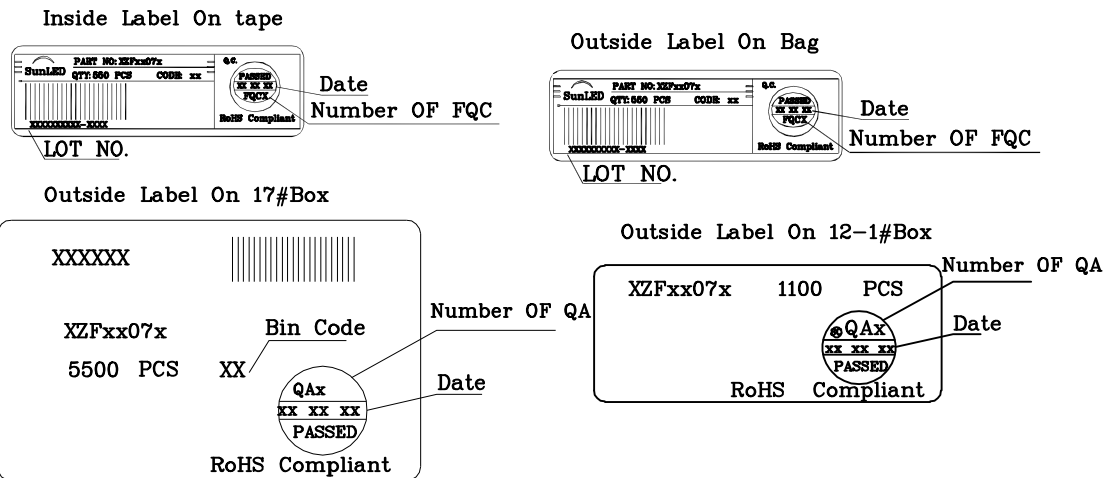 Inside Label On tape
SunLED
PART NO: XZFxx07x
QTY: 550 PCS CODE: xx
XXXXXXXXXX-XXXX
Q.C.
PASSED
XX XX XX
FQCX
RoHS Compliant
Date
Number OF FQC
LOT NO.
Outside Label On Bag
SunLED
PART NO: XZFxx07x
QTY: 550 PCS CODE: xx
XXXXXXXXXX-XXXX
Q.C.
PASSED
XX XX XX
FQCX
RoHS Compliant
Date
Number OF FQC
LOT NO.
Outside Label On 17#Box
XXXXXX
XZFxx07x
5500 PCS
Bin Code
XX
QAx
XX XX XX
PASSED
RoHS Compliant
Number OF QA
Date
Outside Label On 12-1#Box
XZFxx07x 1100 PCS
QAx
XX XX XX
PASSED
RoHS Compliant
Number OF QA
Date